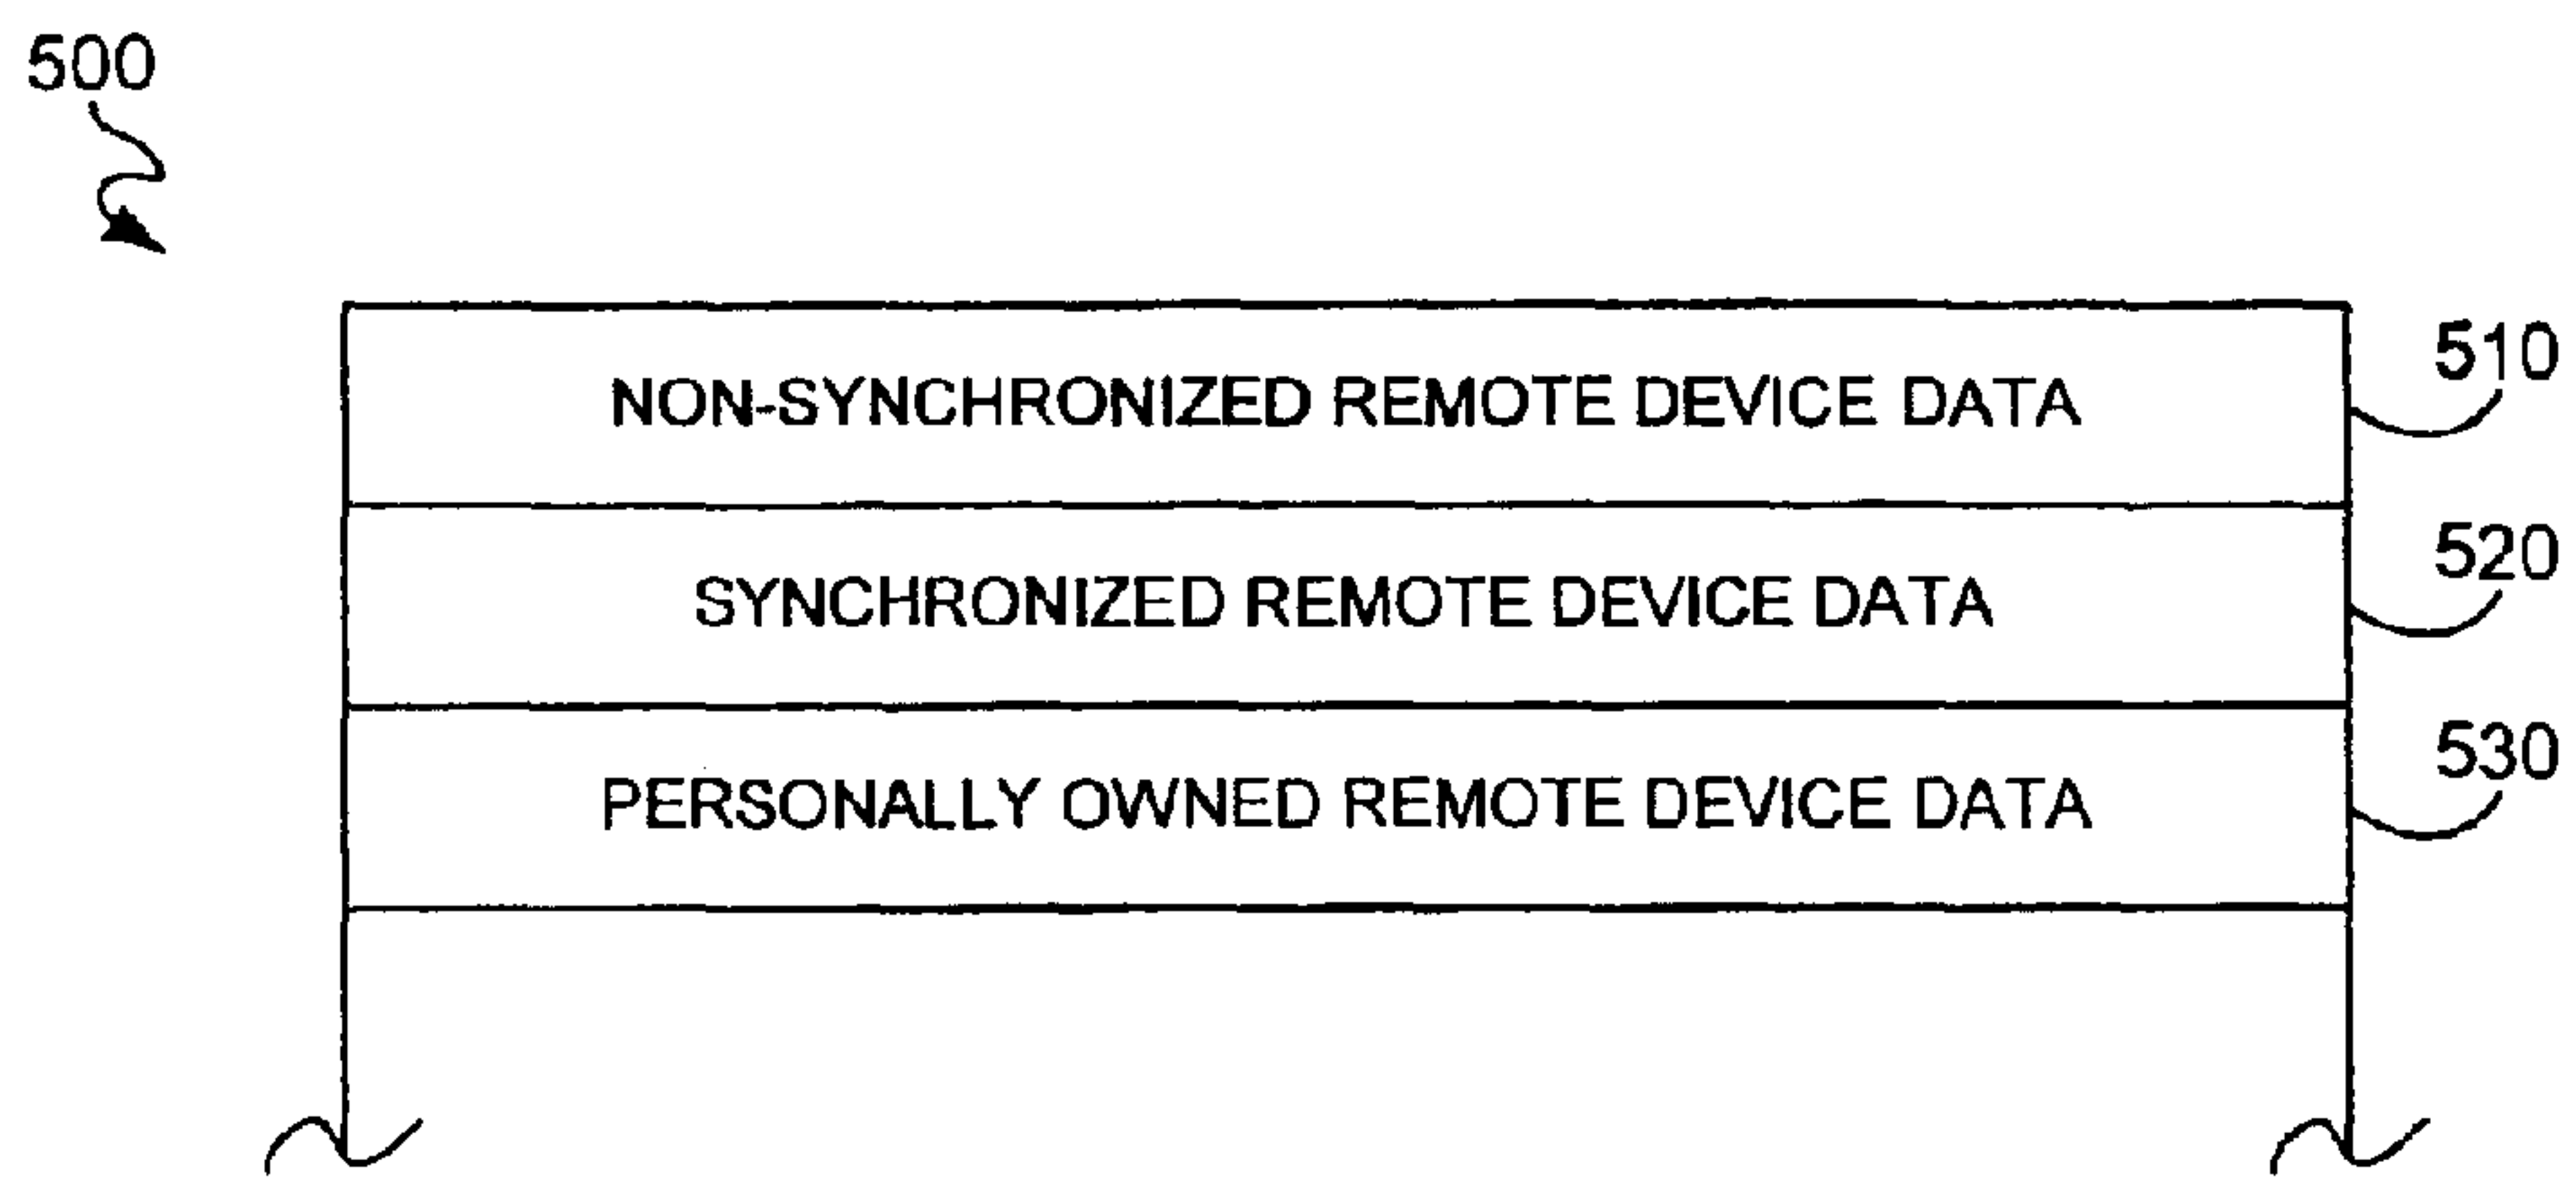 500
NON-SYNCHRONIZED REMOTE DEVICE DATA
510
SYNCHRONIZED REMOTE DEVICE DATA
520
PERSONALLY OWNED REMOTE DEVICE DATA
530